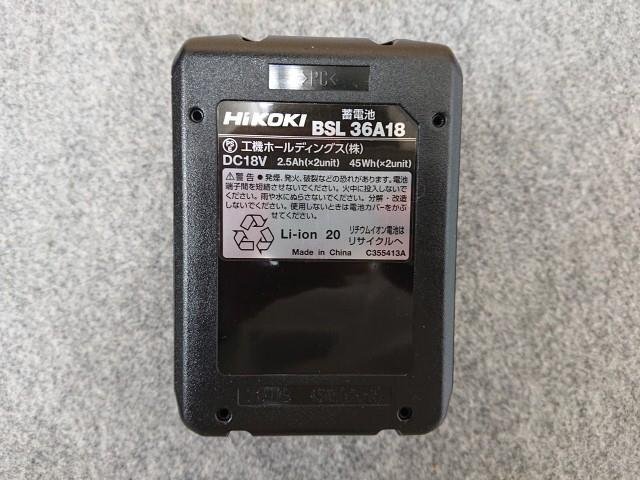 >PC<
HiKOKI 蓄電池
BSL 36A18
工機ホールディングス(株)
DC18V 2.5Ah(×2unit) 45Wh(×2unit)
⚠警告 ● 発煙、発火、破裂などの恐れがあります。電池
端子間を短絡させないでください。火中に投入しないで
ください。雨や水にぬらさないでください。分解・改造
しないでください。使用しないときは電池カバーをかぶ
せてください。
Li-ion 20 リチウムイオン電池は
リサイクルへ
Made in China C355413A